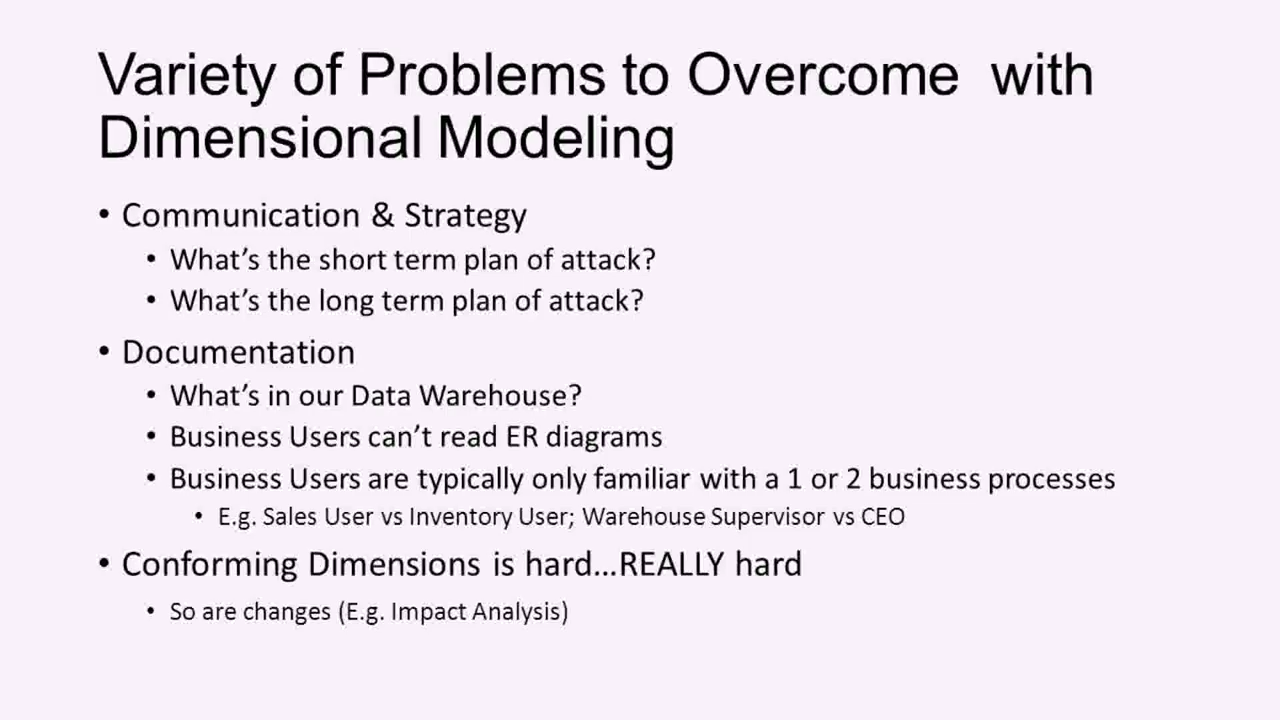 Variety of Problems to Overcome  with
Dimensional Modeling
• Communication & Strategy
• What’s the short term plan of attack?
• What’s the long term plan of attack?
• Documentation
• What’s in our Data Warehouse?
• Business Users can’t read ER diagrams
• Business Users are typically only familiar with a 1 or 2 business processes
• E.g. Sales User vs Inventory User; Warehouse Supervisor vs CEO
• Conforming Dimensions is hard…REALLY hard
• So are changes (E.g. Impact Analysis)